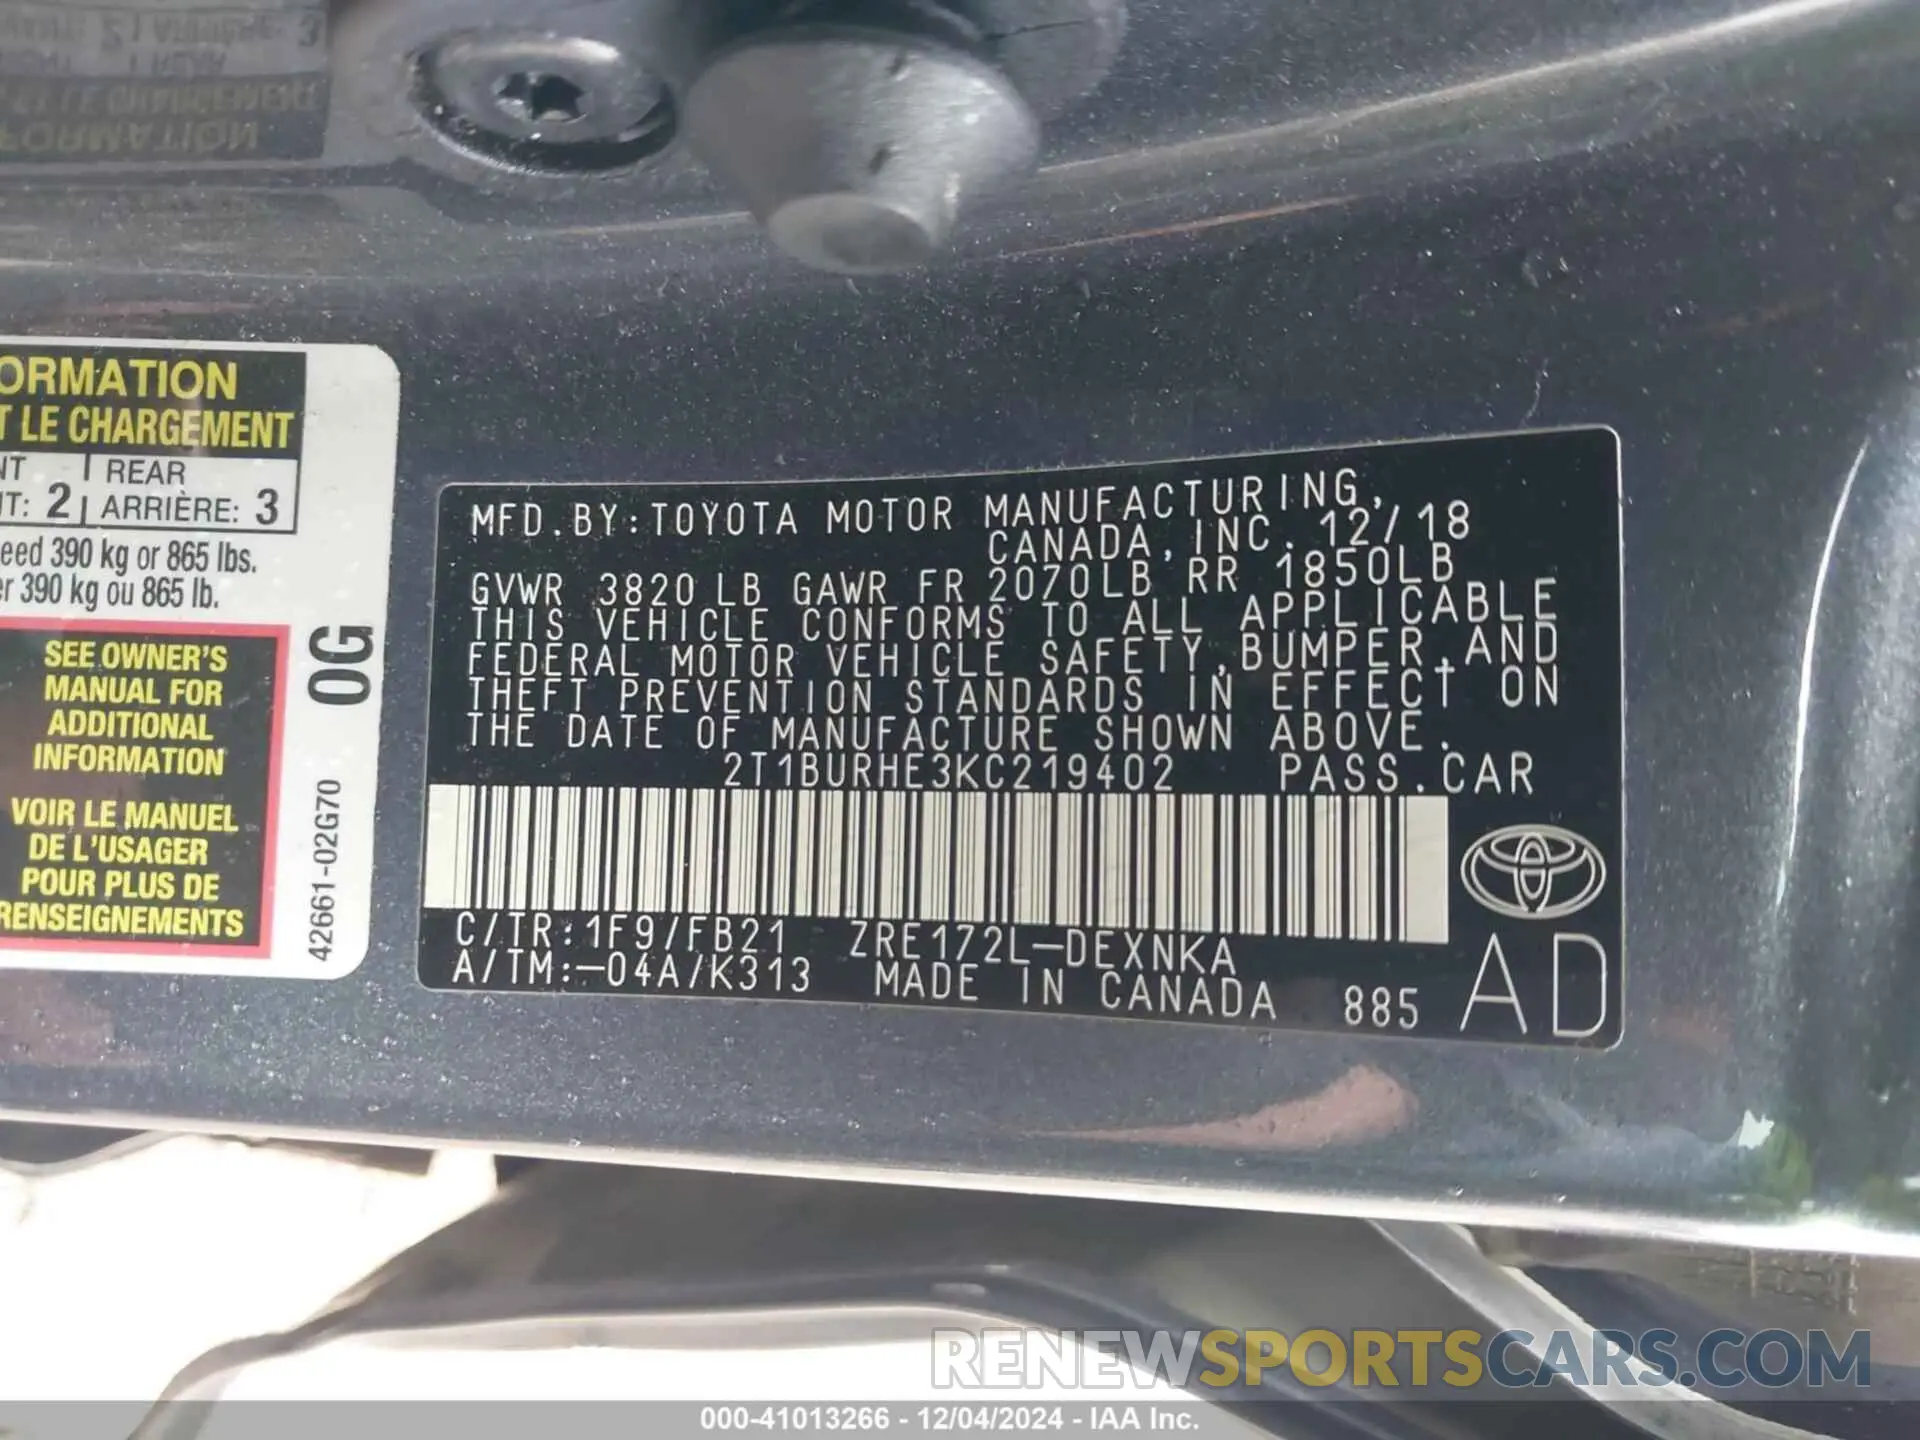 ORMATION
T LE CHARGEMENT
NT REAR
IT: 2 ARRIÈRE: 3
eed 390 kg or 865 lbs.
er 390 kg ou 865 lb.
SEE OWNER'S
MANUAL FOR
ADDITIONAL
INFORMATION
VOIR LE MANUEL
DE L'USAGER
POUR PLUS DE
RENSEIGNEMENTS
0G
42661-02G70
MFD.BY:TOYOTA MOTOR MANUFACTURING,
CANADA, INC. 12/18
GVWR 3820 LB GAWR FR 2070LB RR 1850LB
THIS VEHICLE CONFORMS TO ALL APPLICABLE
FEDERAL MOTOR VEHICLE SAFETY, BUMPER, AND
THEFT PREVENTION STANDARDS IN EFFECT ON
THE DATE OF MANUFACTURE SHOWN ABOVE.
2T1BURHE3KC219402 PASS.CAR
C/TR:1F9/FB21 ZRE172L-DEXNKA
A/TM:-04A/K313 MADE IN CANADA 885
AD
RENEWSPORTSCARS.COM
000-41013266 - 12/04/2024 - IAA Inc.